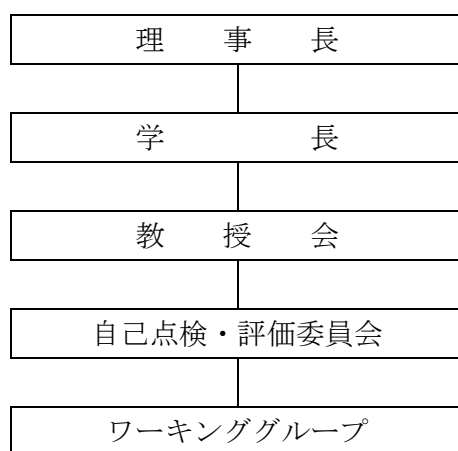 理事長
学長
教授会
自己点検・評価委員会
ワーキンググループ